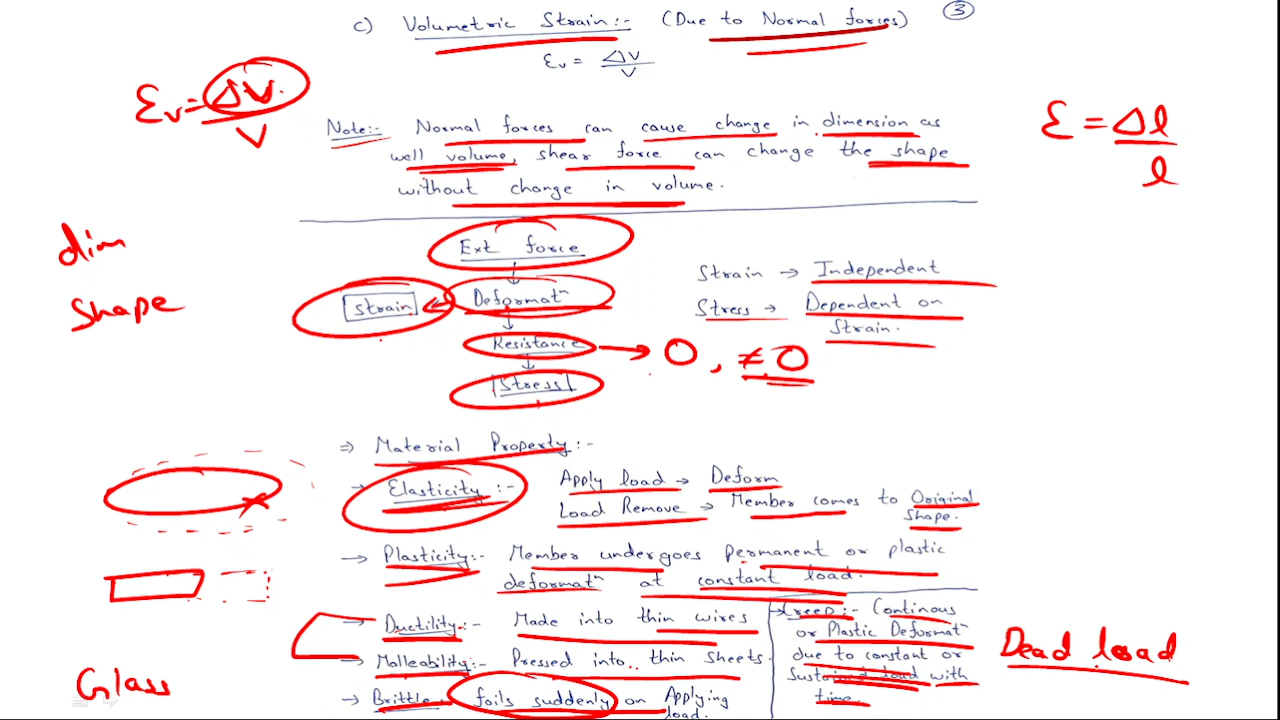 c) Volumetric Strain:- (Due to Normal forces) 3
Ɛv = ΔV/V
Ɛv = ΔV/V
Ɛ = Δl/l
Note:- Normal forces can cause change in dimension as
well volume, shear force can change the shape
without change in volume.
dim
Shape
Ext force
Deformatⁿ
Strain
Resistance → 0, ≠ 0
Stress
Strain → Independent
Stress → Dependent on
Strain.
⇒ Material Property:-
→ Elasticity:- Apply load → Deform
Load Remove → Member comes to Original
Shape.
→ Plasticity:- Member undergoes permanent or plastic
deformatⁿ at constant load.
→ Ductility:- Made into thin wires
→ Malleability:- Pressed into thin sheets.
→ Brittle:- foils suddenly on Applying
load.
→ Creep:- Continous
or Plastic Deformatⁿ
due to constant or
Sustained load with
time
Dead load
Glass